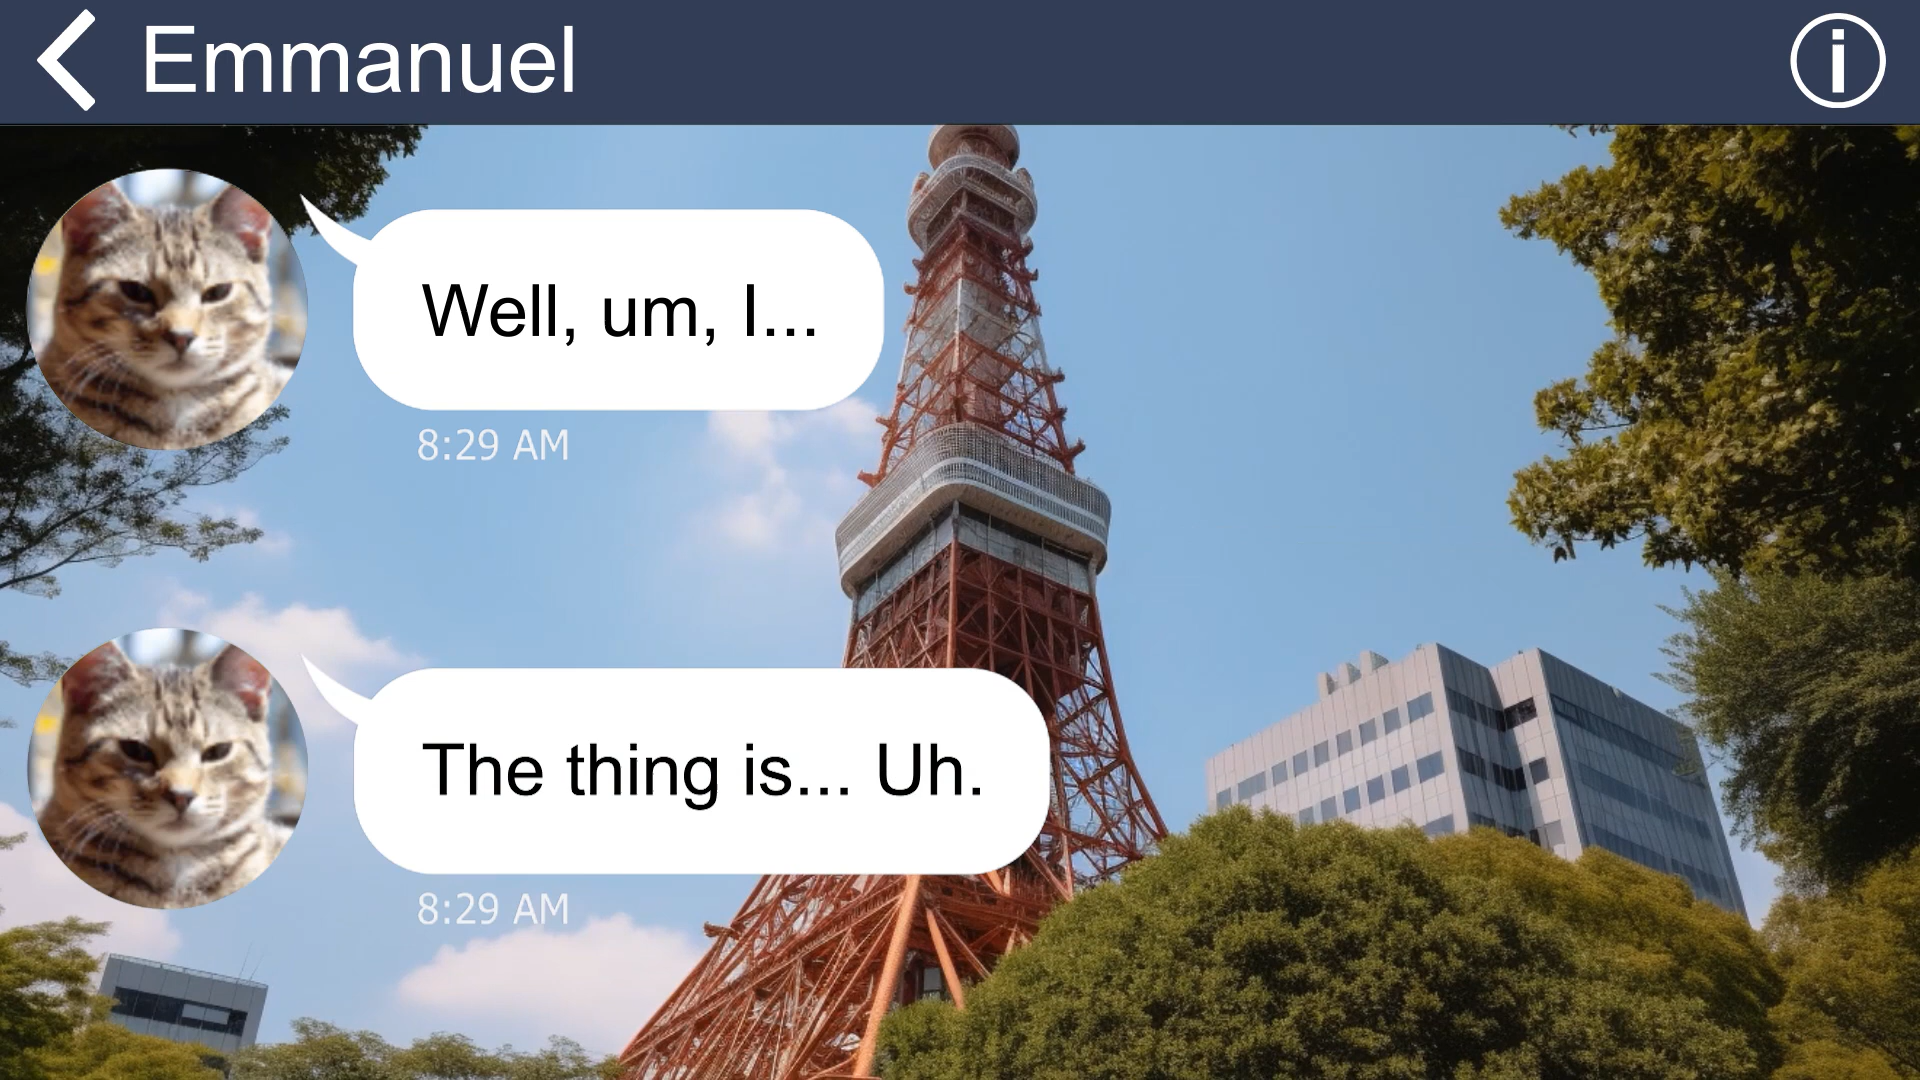 Emmanuel
Well, um, I...
8:29 AM
The thing is... Uh.
8:29 AM